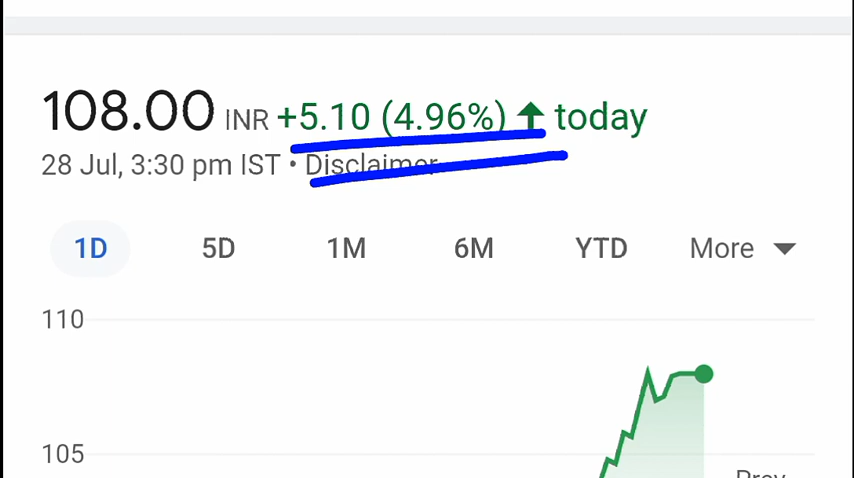 108.00 INR +5.10 (4.96%) ↑ today
28 Jul, 3:30 pm IST • Disclaimer
1D 5D 1M 6M YTD More
110
105
Prev